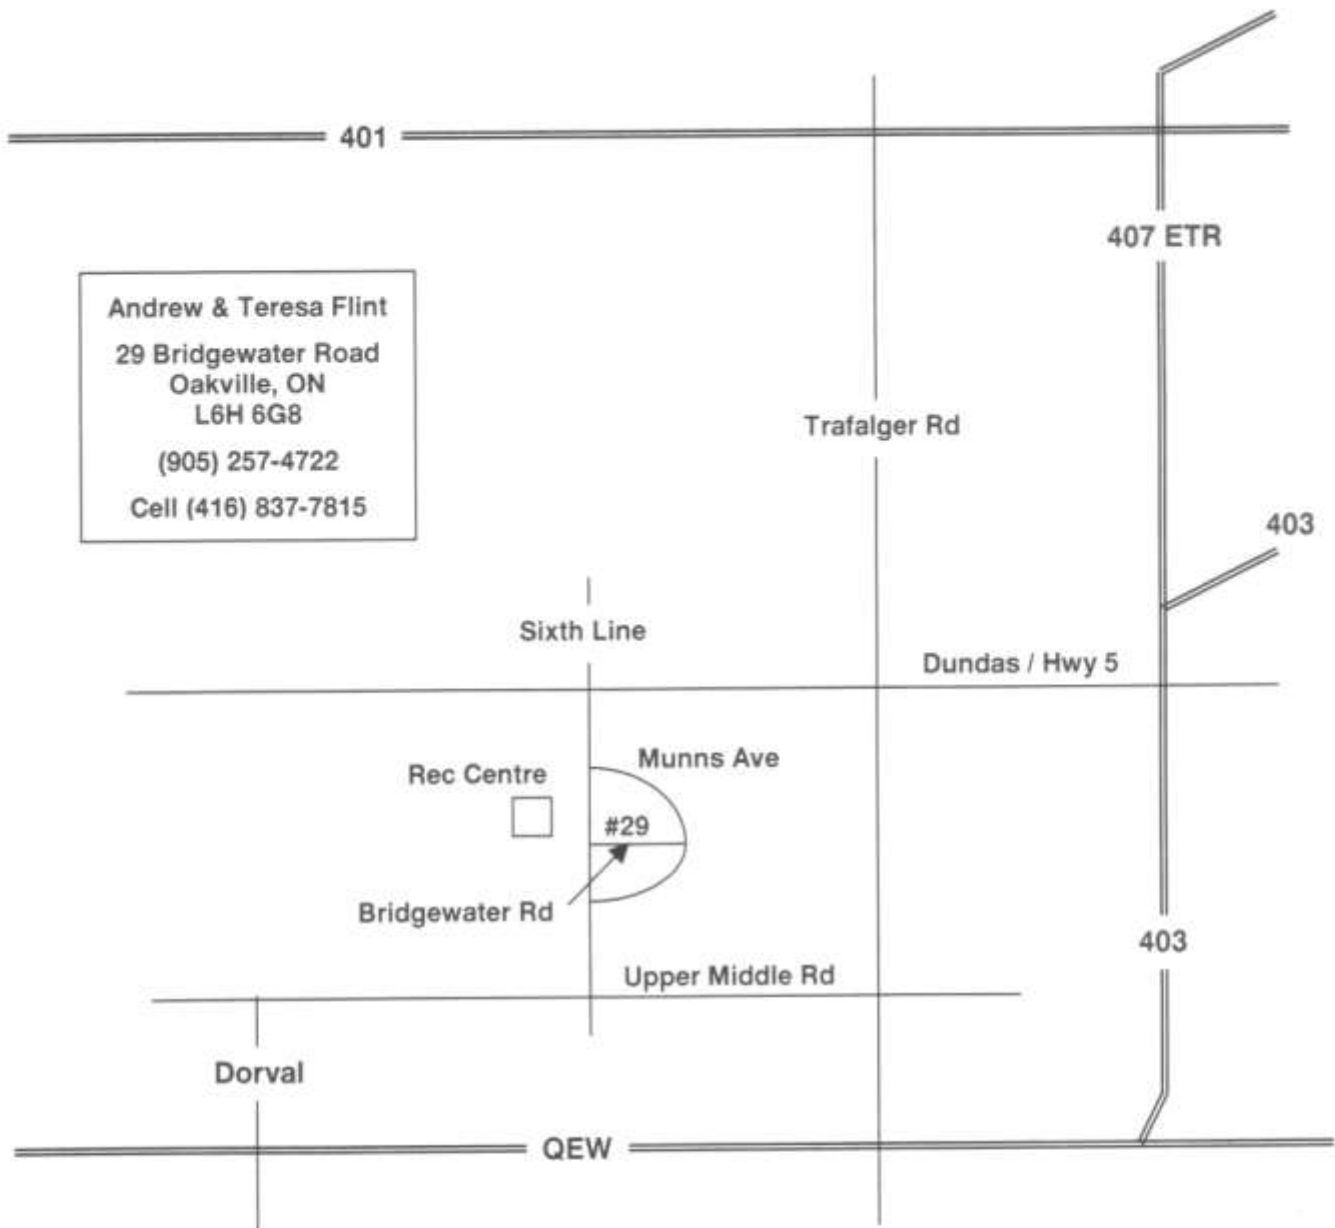 401
407 ETR
Andrew & Teresa Flint
29 Bridgewater Road
Oakville, ON
L6H 6G8
(905) 257-4722
Cell (416) 837-7815
Trafalger Rd
403
Sixth Line
Dundas / Hwy 5
Munns Ave
Rec Centre
#29
Bridgewater Rd
403
Upper Middle Rd
Dorval
QEW